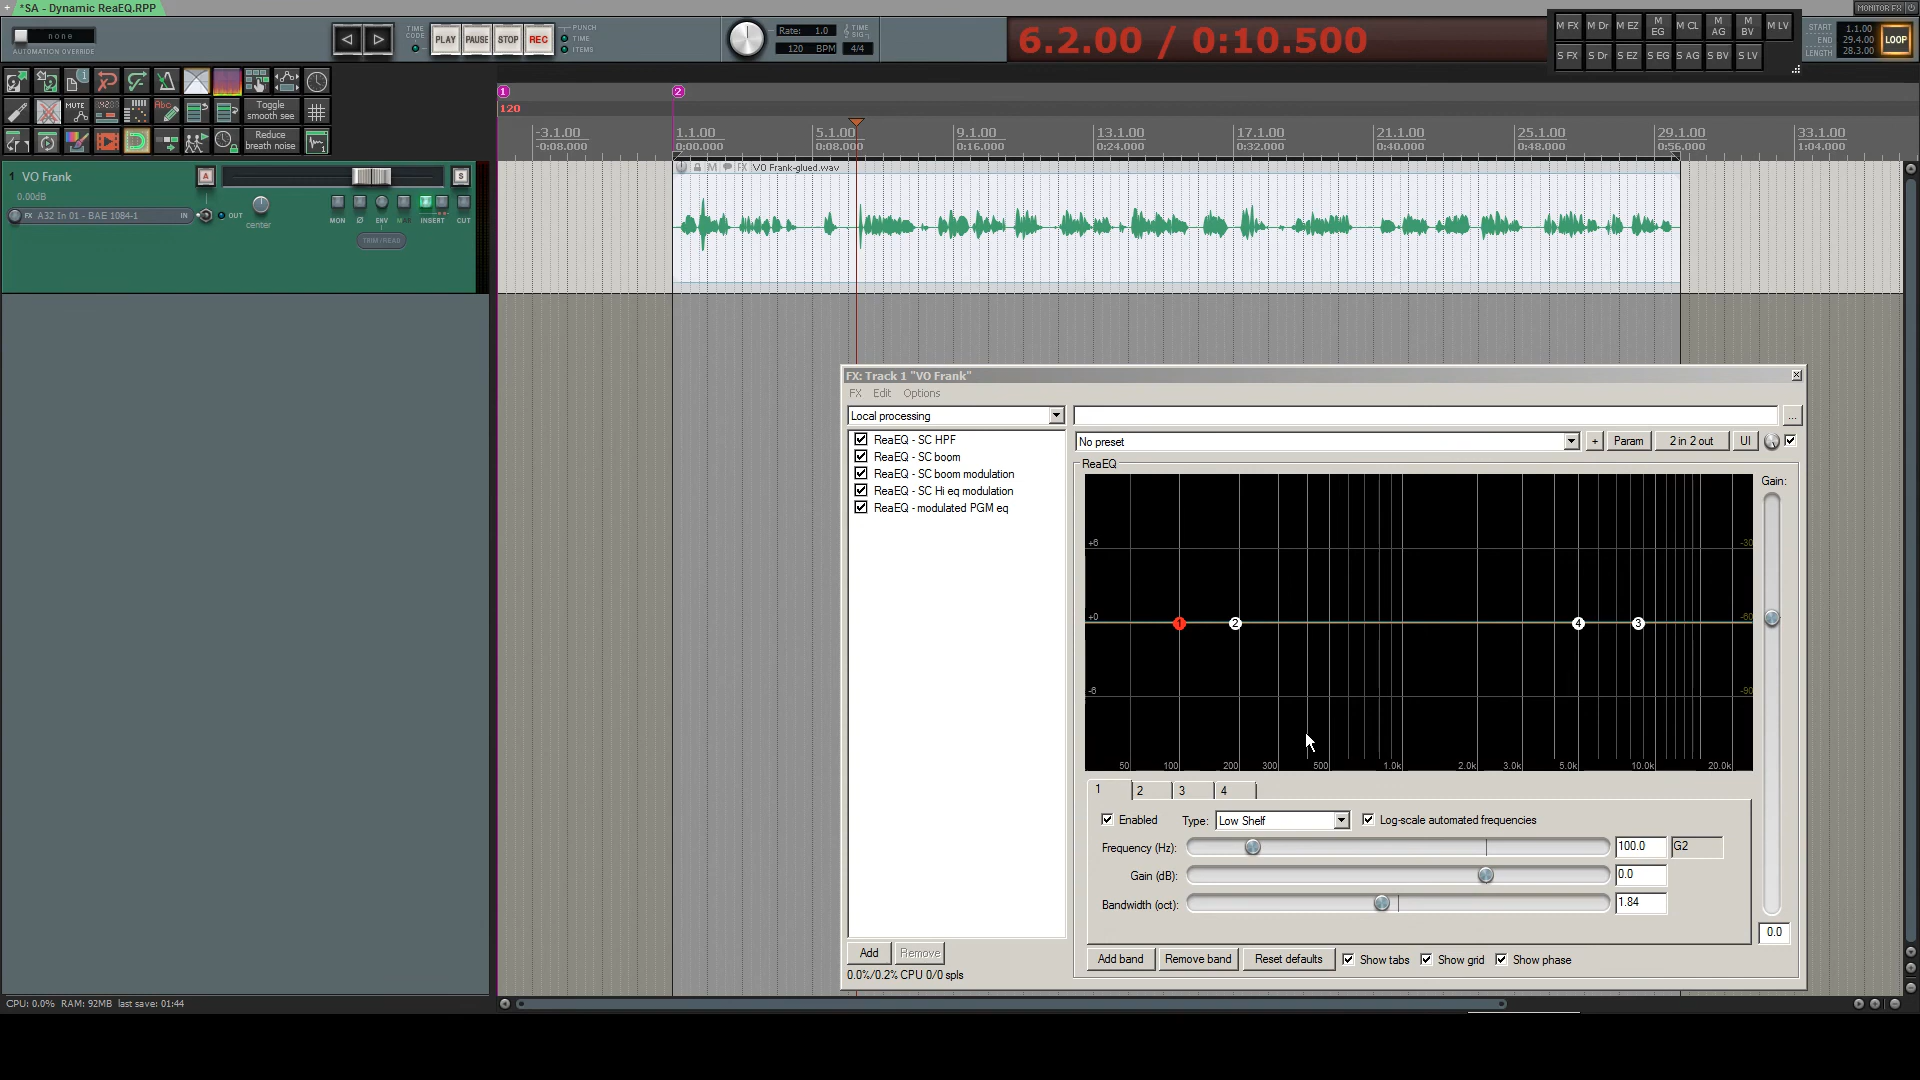 *SA - Dynamic ReaEQ.RPP
MONITOR FX
none
AUTOMATION OVERRIDE
TIME CODE
PLAY
PAUSE
STOP
REC
PUNCH
TIME
ITEMS
Rate: 1.0
120 BPM
TIME SIG
4/4
6.2.00 / 0:10.500
M FX
M Dr
M EZ
M EG
M CL
M AG
M BV
M LV
S FX
S Dr
S EZ
S EG
S AG
S BV
S LV
START 1.1.00
END 29.4.00
LENGTH 28.3.00
LOOP
MUTE
Toggle smooth see
Reduce breath noise
1
2
120
-3.1.00
-0:08.000
1.1.00
0:00.000
5.1.00
0:08.000
9.1.00
0:16.000
13.1.00
0:24.000
17.1.00
0:32.000
21.1.00
0:40.000
25.1.00
0:48.000
29.1.00
0:56.000
33.1.00
1:04.000
1 VO Frank
A
S
0.00dB
FX A32 In 01 - BAE 1084-1 IN
OUT
center
MON
Ø
ENV
INSERT
CUT
TRIM/READ
M
FX
VO Frank-glued.wav
FX: Track 1 "VO Frank"
FX Edit Options
Local processing
...
ReaEQ - SC HPF
ReaEQ - SC boom
ReaEQ - SC boom modulation
ReaEQ - SC Hi eq modulation
ReaEQ - modulated PGM eq
No preset
+
Param
2 in 2 out
UI
ReaEQ
Gain:
+6
-30
+0
-60
-6
-90
1
2
4
3
50
100
200
300
500
1.0k
2.0k
3.0k
5.0k
10.0k
20.0k
1 2 3 4
Enabled
Type: Low Shelf
Log-scale automated frequencies
Frequency (Hz): 100.0 G2
Gain (dB): 0.0
Bandwidth (oct): 1.84
0.0
Add band
Remove band
Reset defaults
Show tabs
Show grid
Show phase
Add
Remove
0.0%/0.2% CPU 0/0 spls
CPU: 0.0% RAM: 92MB last save: 01:44